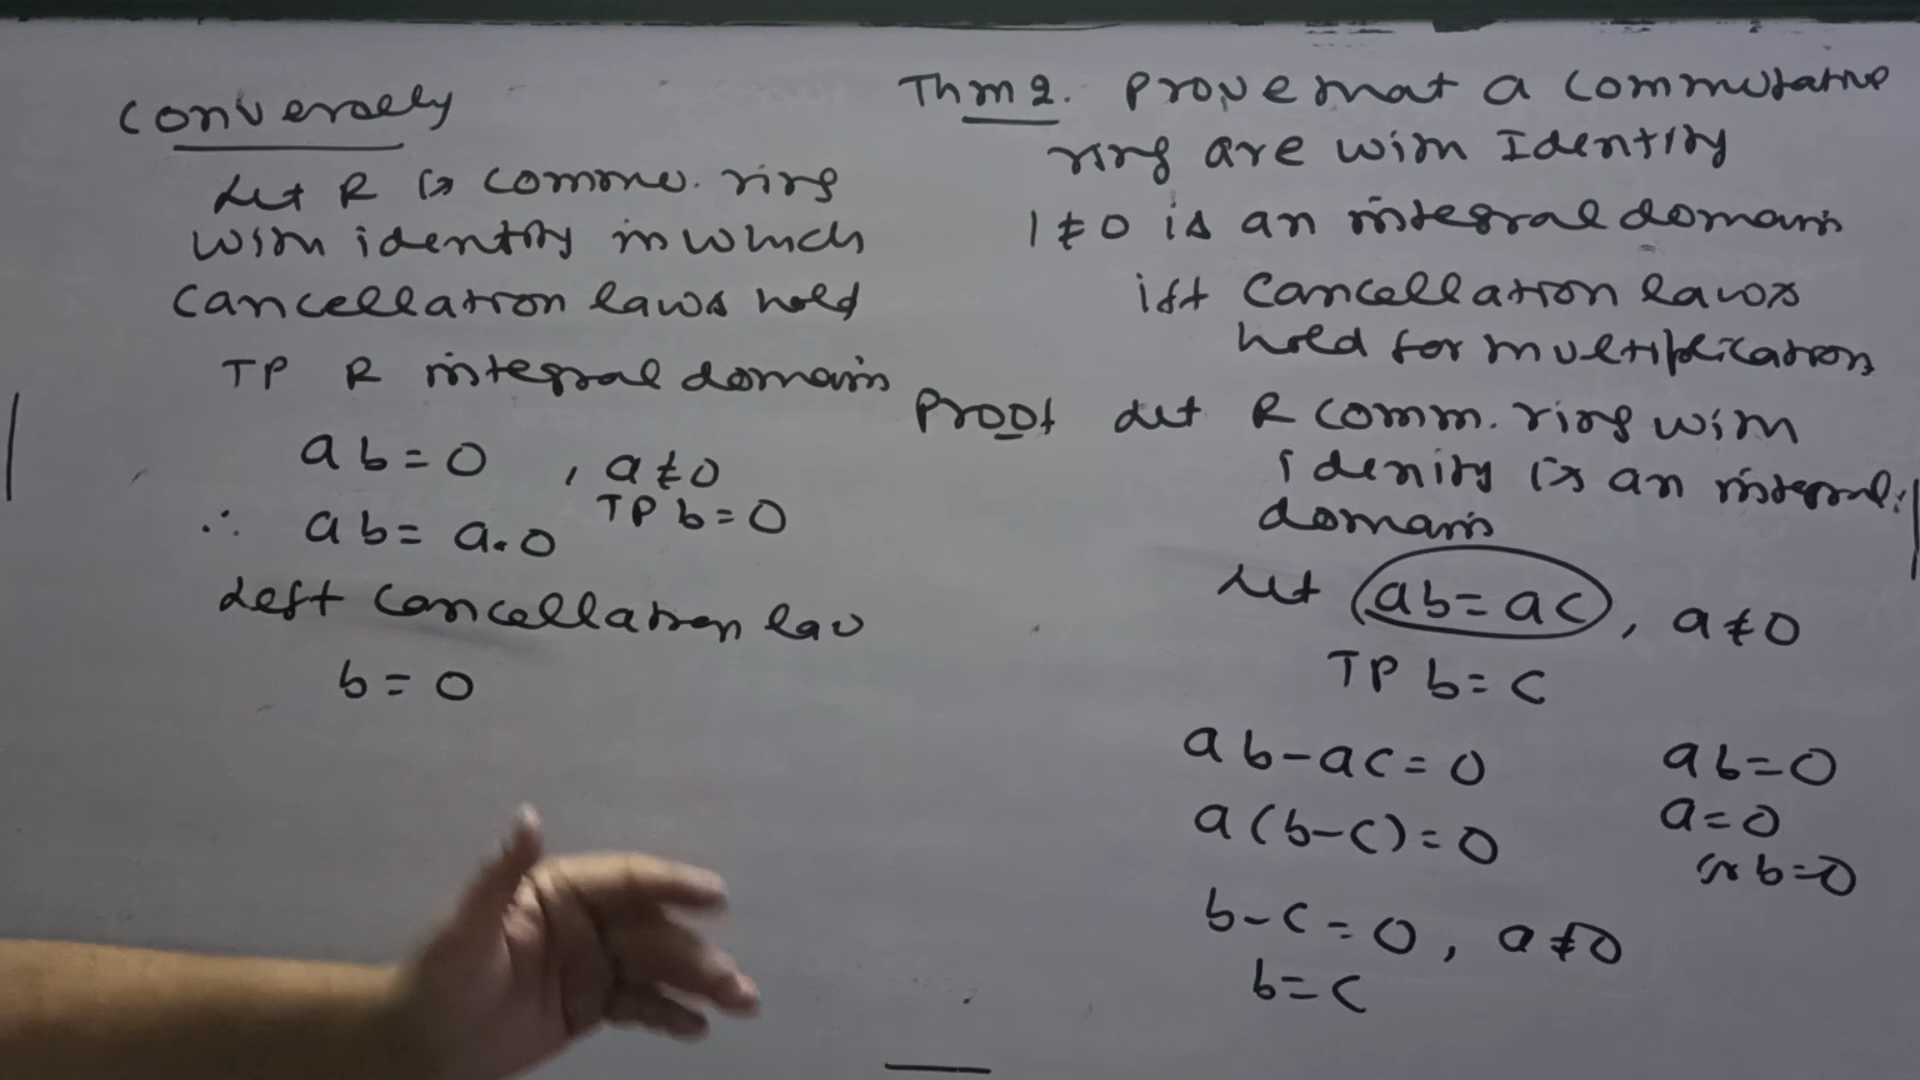 Thm 2. Prove that a commutative
ring are with Identity
1 ≠ 0 is an integral domain
iff Cancellation laws
hold for multiplication
Proof Let R comm. ring with
idenity is an integral
domain
Let ab = ac, a ≠ 0
TP b = c
ab - ac = 0
a(b - c) = 0
b - c = 0, a ≠ 0
b = c
ab = 0
a = 0
or b = 0
Conversely
Let R is commu. ring
with identity in which
Cancellation laws hold
TP R integral domain
ab = 0, a ≠ 0
TP b = 0
∴ ab = a.0
Left Cancellation law
b = 0